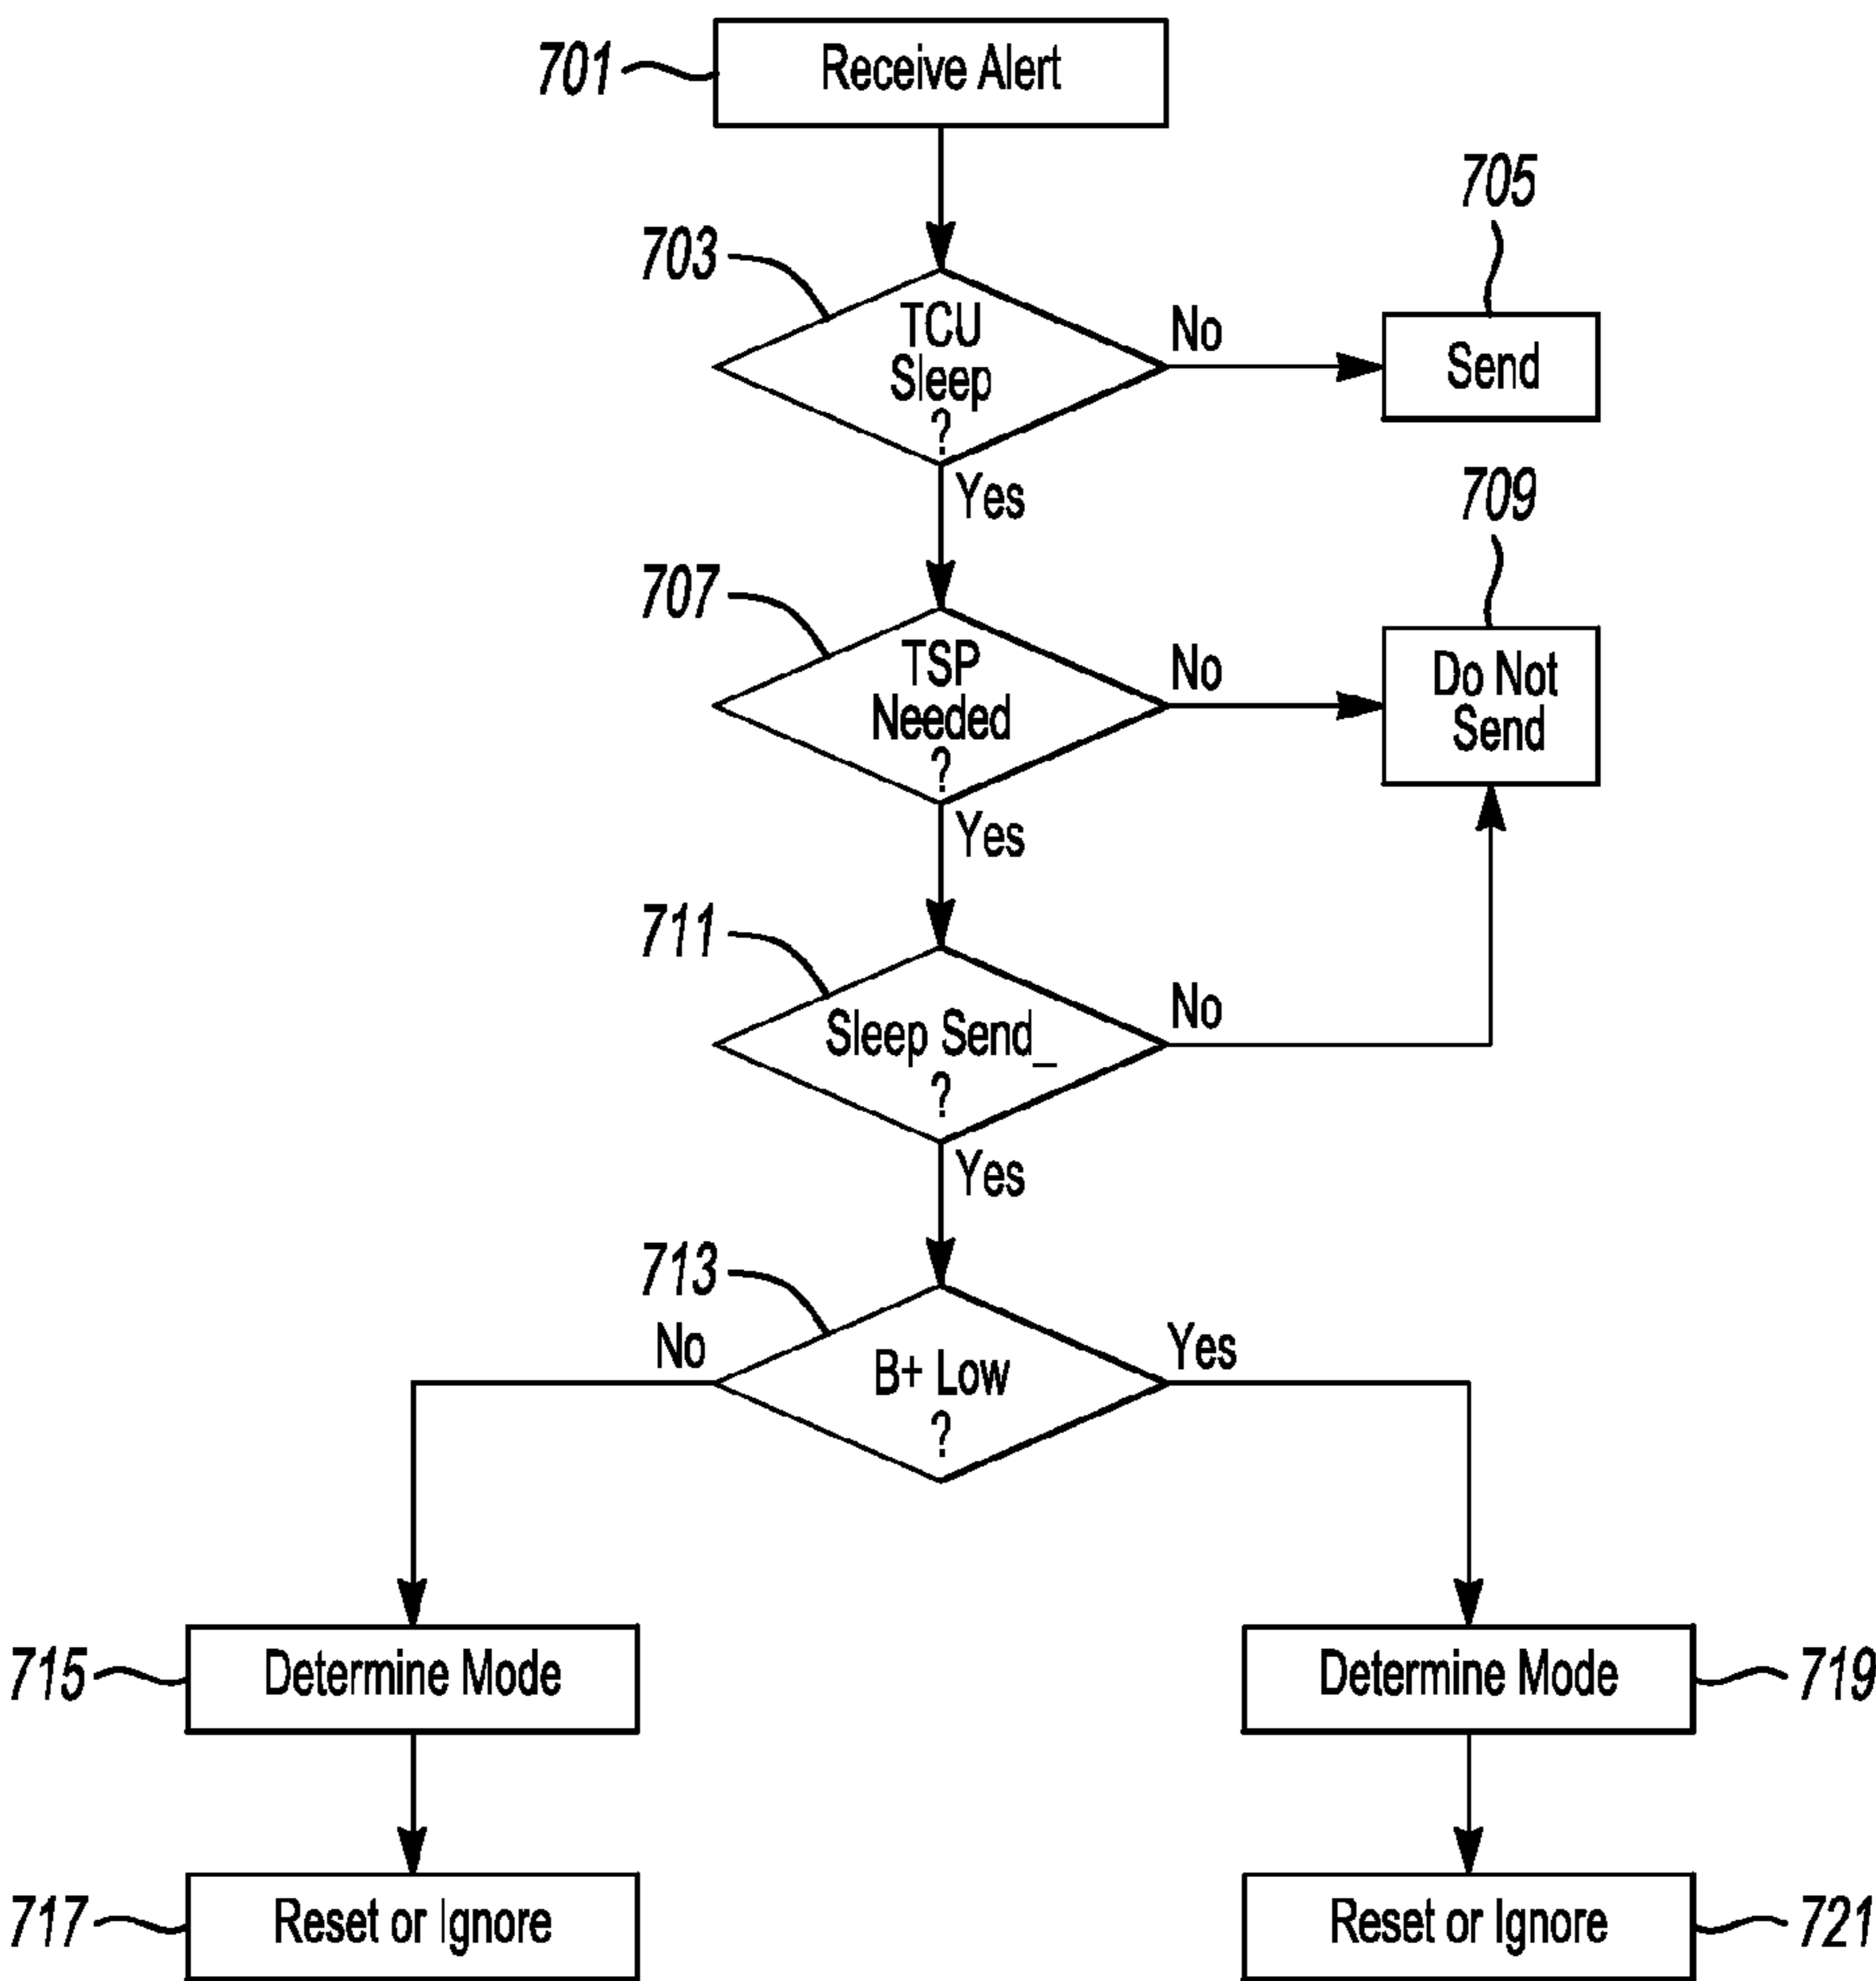 701
Receive Alert
705
703
TCU
Sleep
?
No
Send
Yes
709
707
TSP
Needed
?
No
Do Not
Send
Yes
711
Sleep Send_
?
No
Yes
713
No
B+ Low
?
Yes
715
Determine Mode
Determine Mode
719
717
Reset or Ignore
Reset or Ignore
721